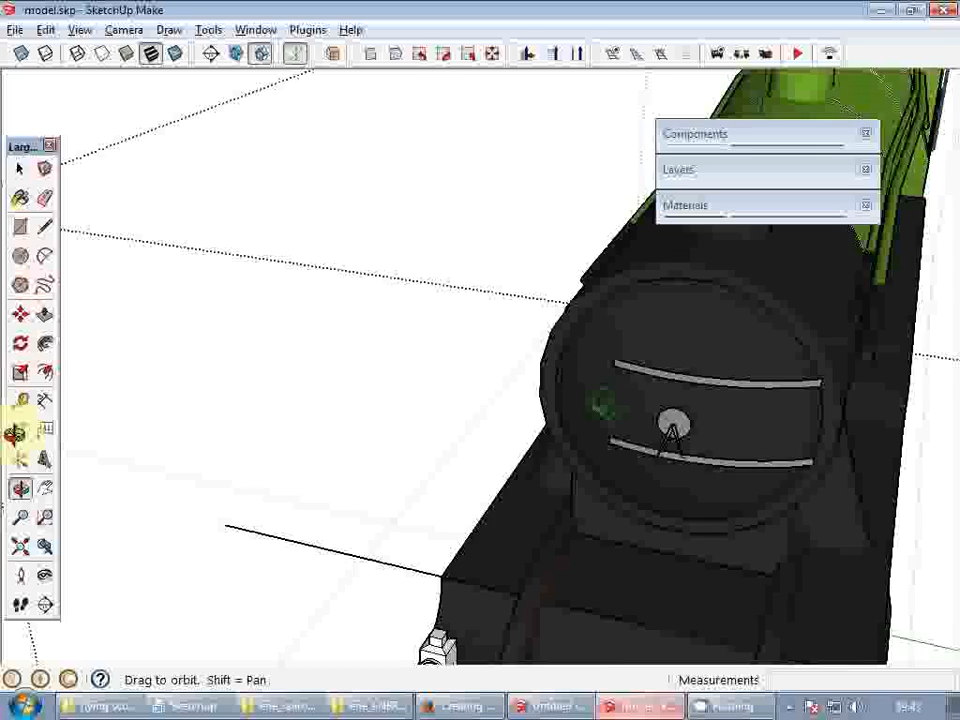 model.skp - SketchUp Make
File Edit View Camera Draw Tools Window Plugins Help
Components
Larg...
Layers
Materials
Drag to orbit. Shift = Pan
Measurements